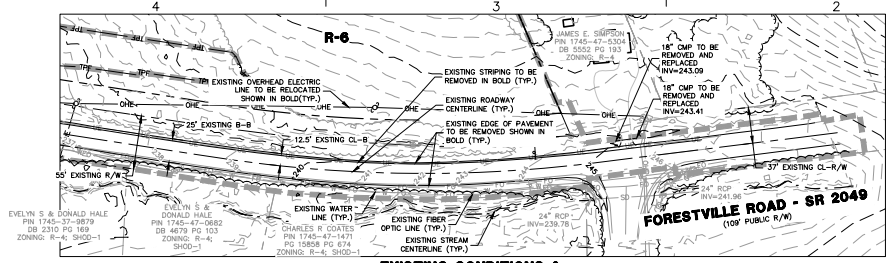 4
3
2
R-6
JAMES E. SIMPSON
PIN 1745-47-5304
DB 5552 PG 193
ZONING: R-4
18" CMP TO BE
REMOVED AND
REPLACED
INV=243.09
18" CMP TO BE
REMOVED AND
REPLACED
INV=243.41
EXISTING OVERHEAD ELECTRIC
LINE TO BE RELOCATED
SHOWN IN BOLD(TYP.)
EXISTING STRIPING TO BE
REMOVED IN BOLD (TYP.)
EXISTING ROADWAY
CENTERLINE (TYP.)
EXISTING EDGE OF PAVEMENT
TO BE REMOVED SHOWN IN
BOLD (TYP.)
TPF
TPF
TPF
OHE
OHE
OHE
OHE
25' EXISTING B-B
12.5' EXISTING CL-B
55' EXISTING R/W
37' EXISTING CL-R/W
240
245
EVELYN S & DONALD HALE
PIN 1745-37-9879
DB 2310 PG 169
ZONING: R-4; SHOD-1
EVELYN S &
DONALD HALE
PIN 1745-47-0682
DB 4679 PG 103
ZONING: R-4;
SHOD-1
EXISTING WATER
LINE (TYP.)
CHARLES R COATES
PIN 1745-47-1471
PG 15858 PG 674
ZONING: R-4; SHOD-1
EXISTING FIBER
OPTIC LINE (TYP.)
EXISTING STREAM
CENTERLINE (TYP.)
24" RCP
INV=239.78
SD
24" RCP
INV=241.96
FORESTVILLE ROAD - SR 2049
(109' PUBLIC R/W)